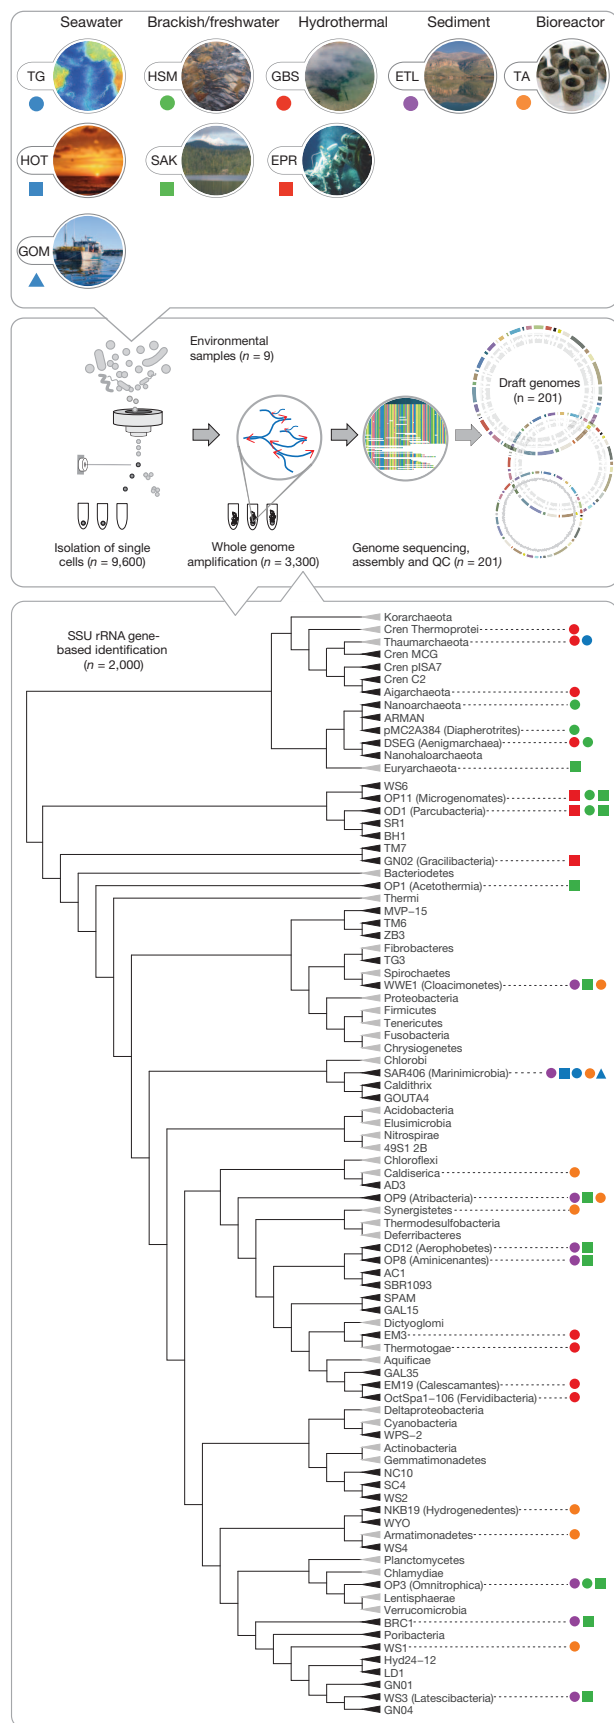 Seawater
Brackish/freshwater
Hydrothermal
Sediment
Bioreactor
TG
HSM
GBS
ETL
TA
HOT
SAK
EPR
GOM
Environmental
samples (n = 9)
Draft genomes
(n = 201)
Isolation of single
cells (n = 9,600)
Whole genome
amplification (n = 3,300)
Genome sequencing,
assembly and QC (n = 201)
SSU rRNA gene-
based identification
(n = 2,000)
Korarchaeota
Cren Thermoprotei
Thaumarchaeota
Cren MCG
Cren pISA7
Cren C2
Aigarchaeota
Nanoarchaeota
ARMAN
pMC2A384 (Diapherotrites)
DSEG (Aenigmarchaea)
Nanohaloarchaeota
Euryarchaeota
WS6
OP11 (Microgenomates)
OD1 (Parcubacteria)
SR1
BH1
TM7
GN02 (Gracilibacteria)
Bacteriodetes
OP1 (Acetothermia)
Thermi
MVP-15
TM6
ZB3
Fibrobacteres
TG3
Spirochaetes
WWE1 (Cloacimonetes)
Proteobacteria
Firmicutes
Tenericutes
Fusobacteria
Chrysiogenetes
Chlorobi
SAR406 (Marinimicrobia)
Caldithrix
GOUTA4
Acidobacteria
Elusimicrobia
Nitrospirae
49S1 2B
Chloroflexi
Caldiserica
AD3
OP9 (Atribacteria)
Synergistetes
Thermodesulfobacteria
Deferribacteres
CD12 (Aerophobetes)
OP8 (Aminicenantes)
AC1
SBR1093
SPAM
GAL15
Dictyoglomi
EM3
Thermotogae
Aquificae
GAL35
EM19 (Calescamantes)
OctSpa1-106 (Fervidibacteria)
Deltaproteobacteria
Cyanobacteria
WPS-2
Actinobacteria
Gemmatimonadetes
NC10
SC4
WS2
NKB19 (Hydrogenedentes)
WYO
Armatimonadetes
WS4
Planctomycetes
Chlamydiae
OP3 (Omnitrophica)
Lentisphaerae
Verrucomicrobia
BRC1
Poribacteria
WS1
Hyd24-12
LD1
GN01
WS3 (Latescibacteria)
GN04